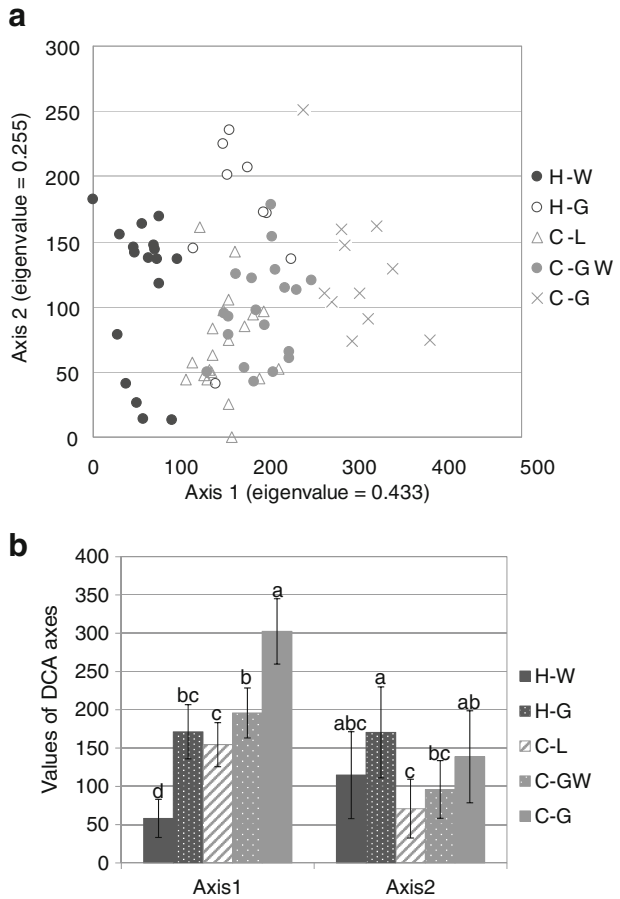 a
300
250
200
150
100
50
0
Axis 2 (eigenvalue = 0.255)
0 100 200 300 400 500
Axis 1 (eigenvalue = 0.433)
H-W
H-G
C-L
C-GW
C-G
b
400
350
300
250
200
150
100
50
0
Values of DCA axes
d
bc
c
b
a
abc
a
c
bc
ab
Axis1 Axis2
H-W
H-G
C-L
C-GW
C-G